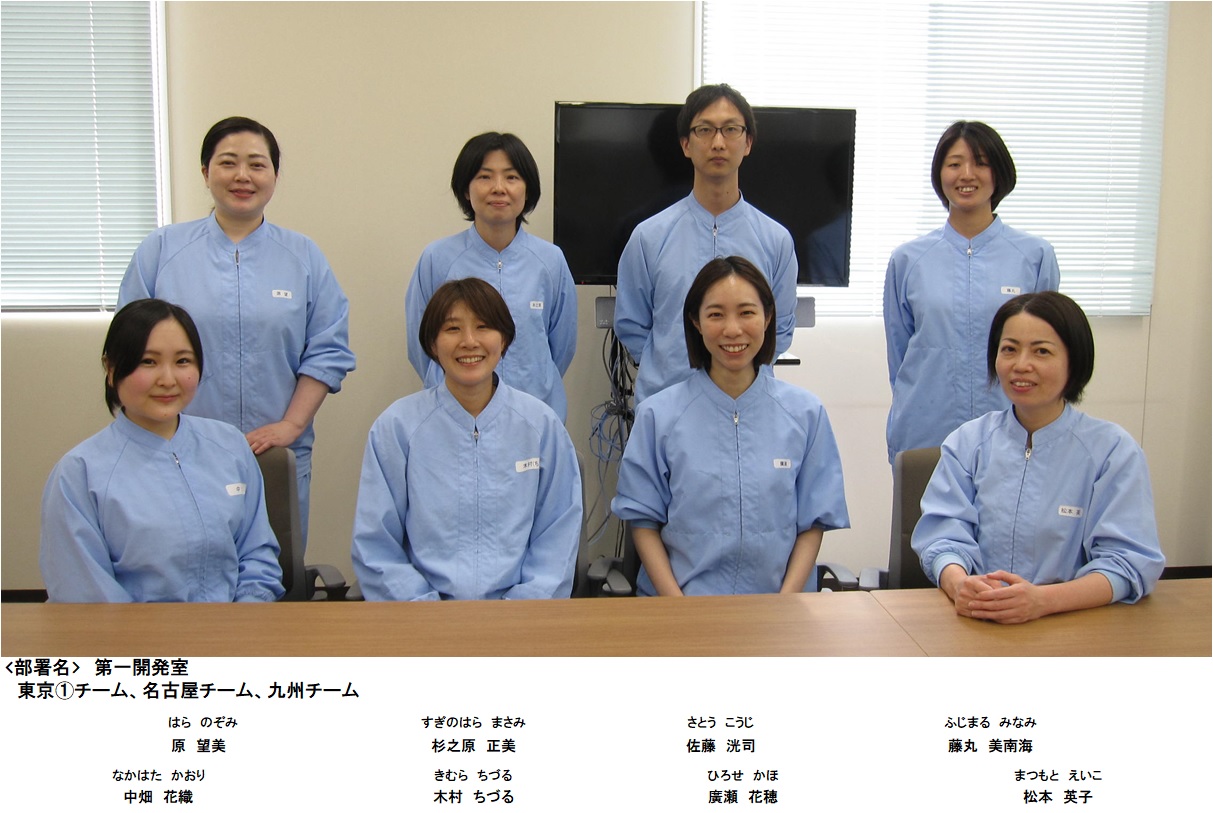 <部署名>　第一開発室
東京①チーム、名古屋チーム、九州チーム
はら　のぞみ　すぎのはら　まさみ　さとう　こうじ　ふじまる　みなみ
原　望美　杉之原　正美　佐藤　洸司　藤丸　美南海
なかはた　かおり　きむら　ちづる　ひろせ　かほ　まつもと　えいこ
中畑　花織　木村　ちづる　廣瀬　花穂　松本　英子